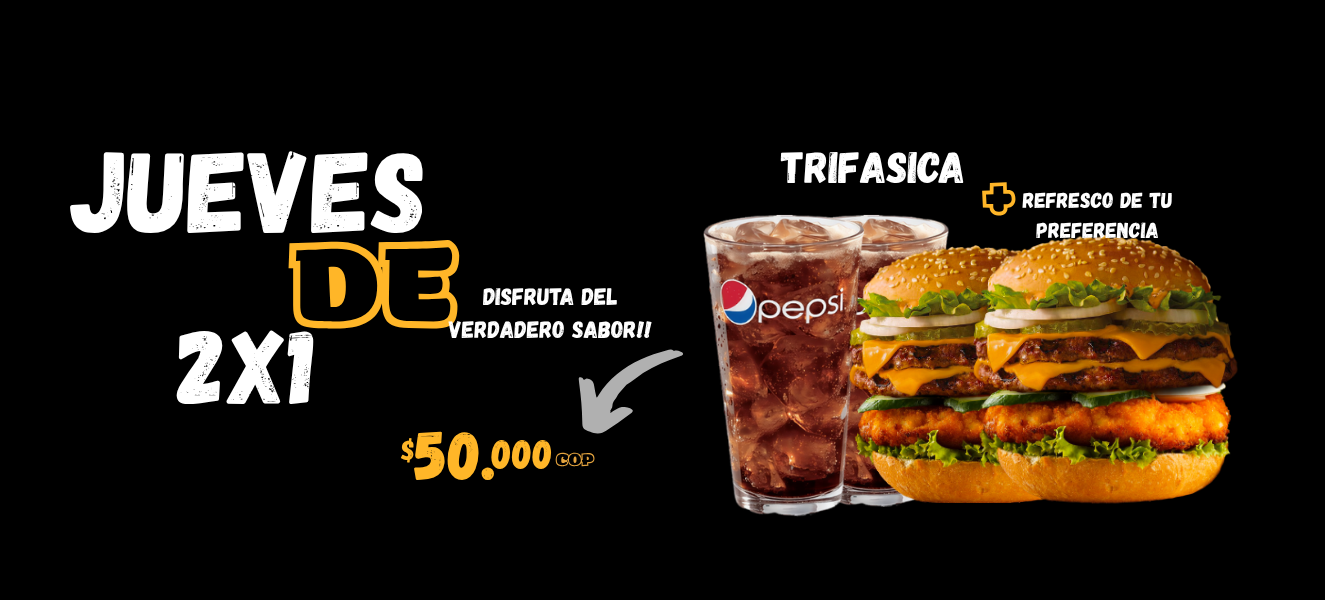 JUEVES
DE
2X1
DISFRUTA DEL
VERDADERO SABOR!!
$50.000 COP
TRIFASICA
REFRESCO DE TU
PREFERENCIA
pepsi